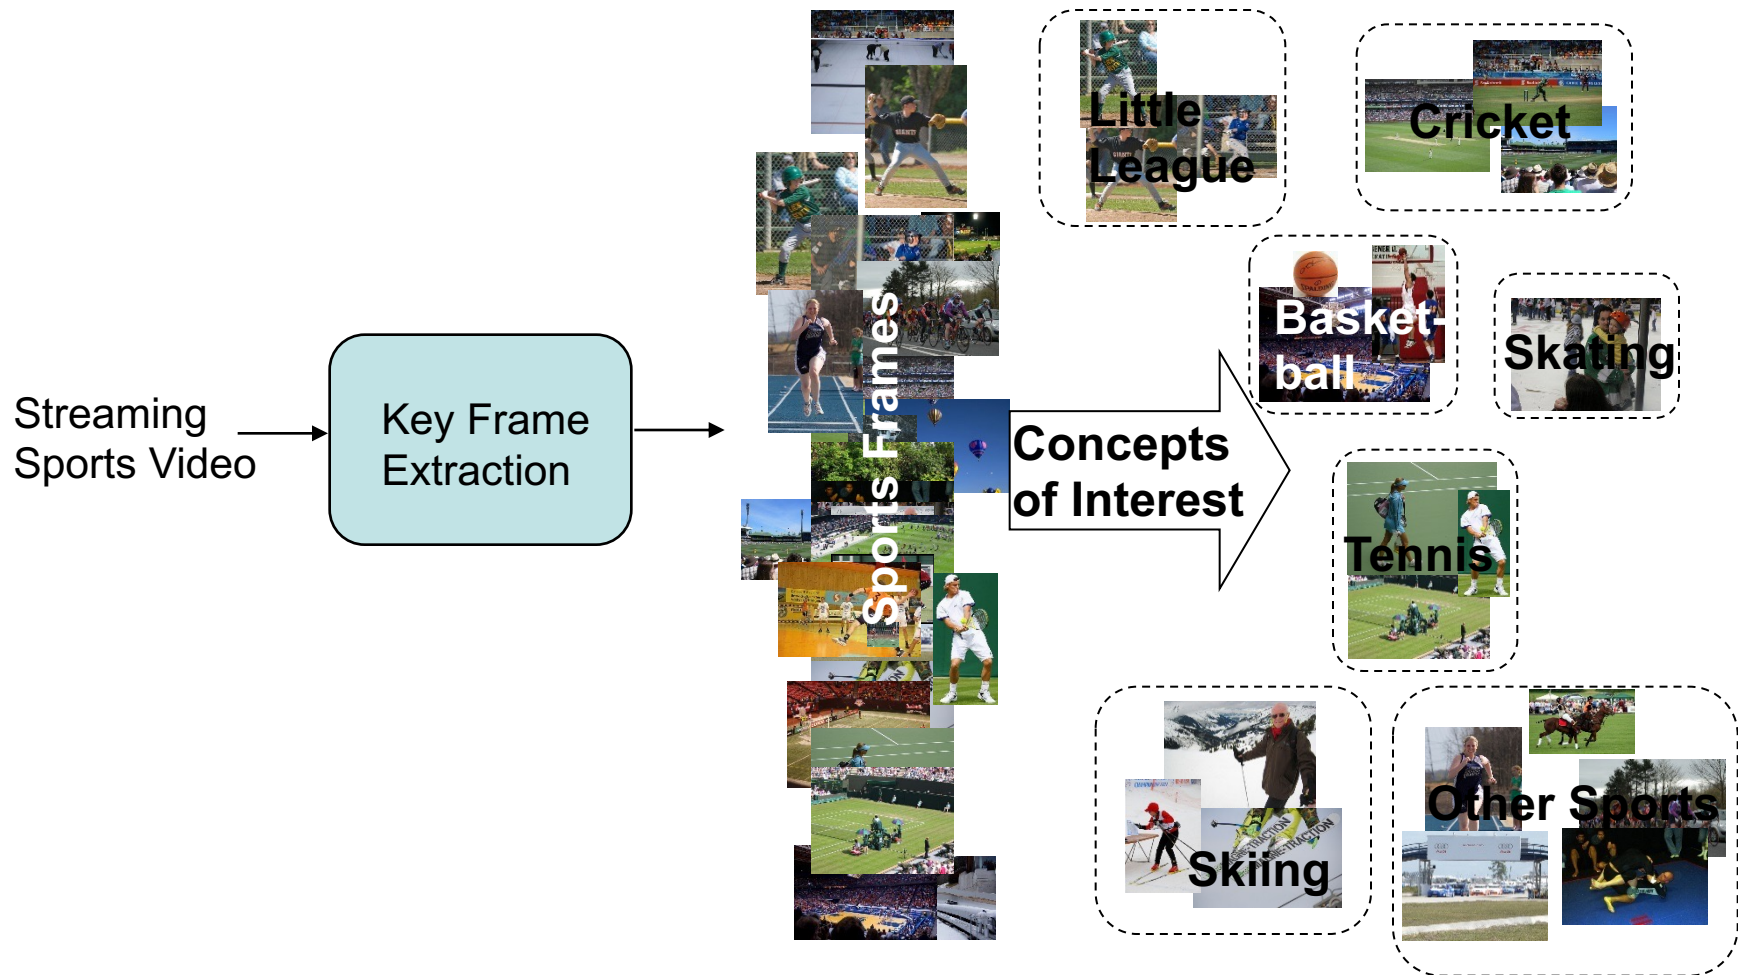 Streaming
Sports Video
Key Frame
Extraction
Sports Frames
Concepts
of Interest
Little
League
Cricket
Basket-
ball
Skating
Tennis
Skiing
Other Sports
GIANTS